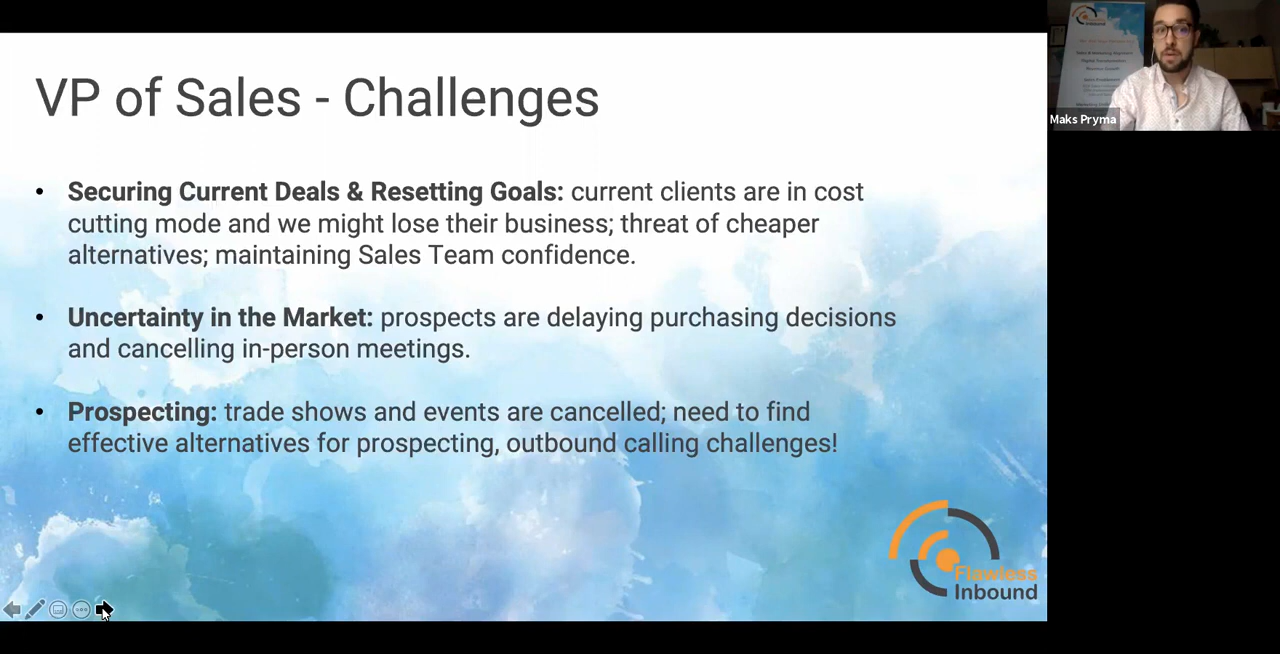 VP of Sales - Challenges
• Securing Current Deals & Resetting Goals: current clients are in cost
cutting mode and we might lose their business; threat of cheaper
alternatives; maintaining Sales Team confidence.
• Uncertainty in the Market: prospects are delaying purchasing decisions
and cancelling in-person meetings.
• Prospecting: trade shows and events are cancelled; need to find
effective alternatives for prospecting, outbound calling challenges!
Flawless
Inbound
Inbound
Maks Pryma